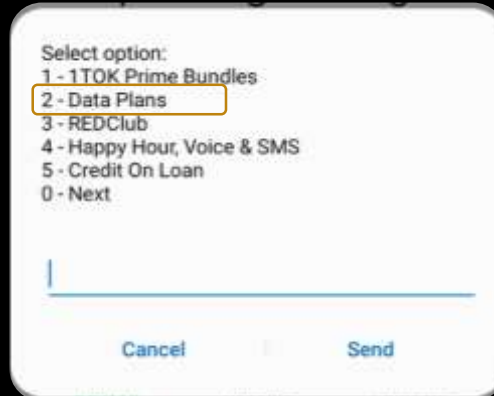 Select option:
1 - 1TOK Prime Bundles
2 - Data Plans
3 - REDClub
4 - Happy Hour, Voice & SMS
5 - Credit On Loan
0 - Next
Cancel
Send